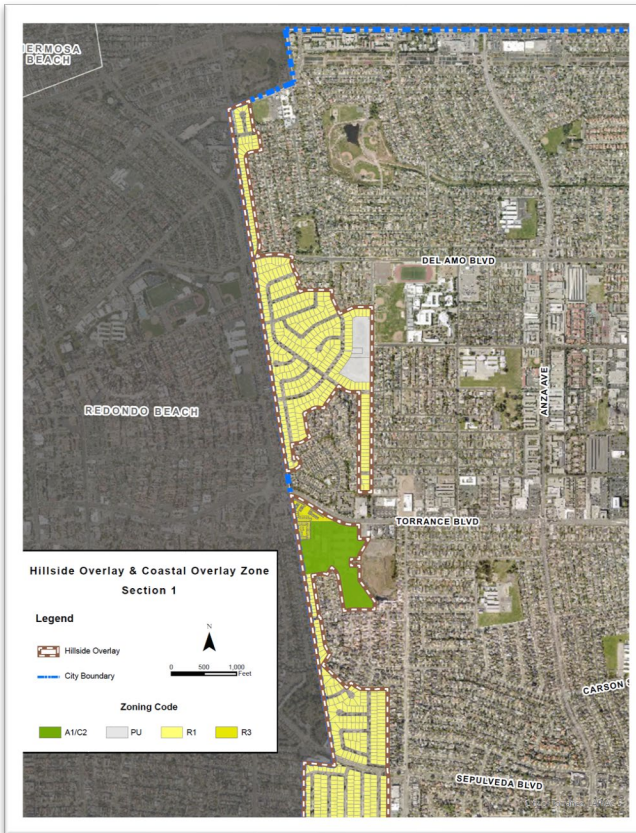 HERMOSA
BEACH
DEL AMO BLVD
ANZA AVE
REDONDO BEACH
TORRANCE BLVD
CARSON
SEPULVEDA BLVD
Hillside Overlay & Coastal Overlay Zone
Section 1
Legend
N
Hillside Overlay
City Boundary
0 500 1,000
Feet
Zoning Code
A1/C2 PU R1 R3